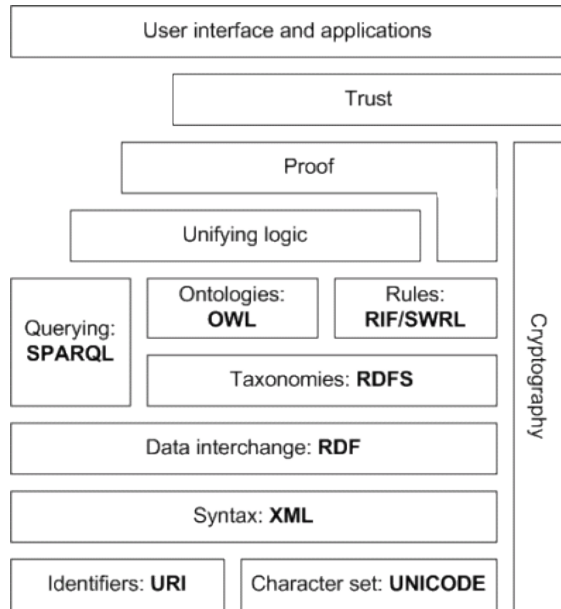 User interface and applications
Trust
Proof
Unifying logic
Querying:
SPARQL
Ontologies:
OWL
Rules:
RIF/SWRL
Taxonomies: RDFS
Cryptography
Data interchange: RDF
Syntax: XML
Identifiers: URI
Character set: UNICODE